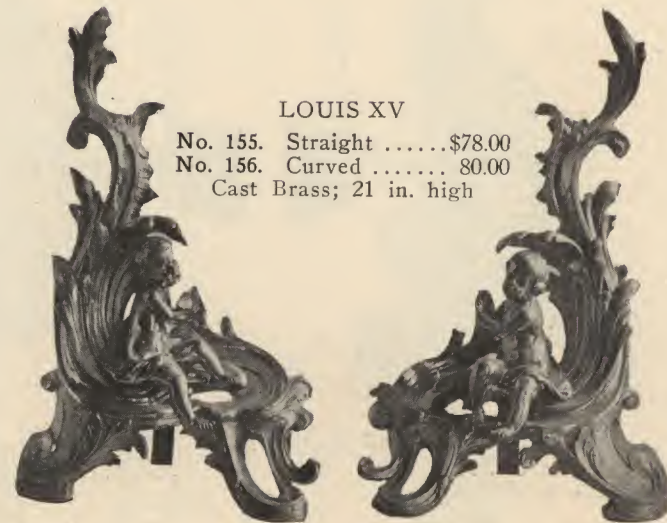 LOUIS XV
No. 155. Straight ......$78.00
No. 156. Curved ....... 80.00
Cast Brass; 21 in. high